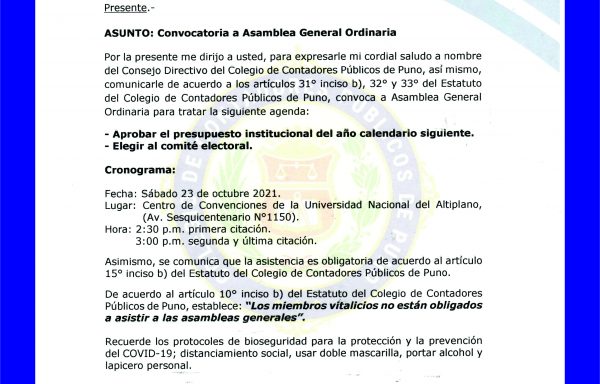 Presente.-
ASUNTO: Convocatoria a Asamblea General Ordinaria
Por la presente me dirijo a usted, para expresarle mi cordial saludo a nombre
del Consejo Directivo del Colegio de Contadores Públicos de Puno, así mismo,
comunicarle de acuerdo a los artículos 31° inciso b), 32° y 33° del Estatuto
del Colegio de Contadores Públicos de Puno, convoca a Asamblea General
Ordinaria para tratar la siguiente agenda:
- Aprobar el presupuesto institucional del año calendario siguiente.
- Elegir al comité electoral.
Cronograma:
Fecha: Sábado 23 de octubre 2021.
Lugar: Centro de Convenciones de la Universidad Nacional del Altiplano,
(Av. Sesquicentenario N°1150).
Hora: 2:30 p.m. primera citación.
3:00 p.m. segunda y última citación.
Asimismo, se comunica que la asistencia es obligatoria de acuerdo al artículo
15° inciso b) del Estatuto del Colegio de Contadores Públicos de Puno.
De acuerdo al artículo 10° inciso b) del Estatuto del Colegio de Contadores
Públicos de Puno, establece: “Los miembros vitalicios no están obligados
a asistir a las asambleas generales”.
Recuerde los protocolos de bioseguridad para la protección y la prevención
del COVID-19; distanciamiento social, usar doble mascarilla, portar alcohol y
lapicero personal.